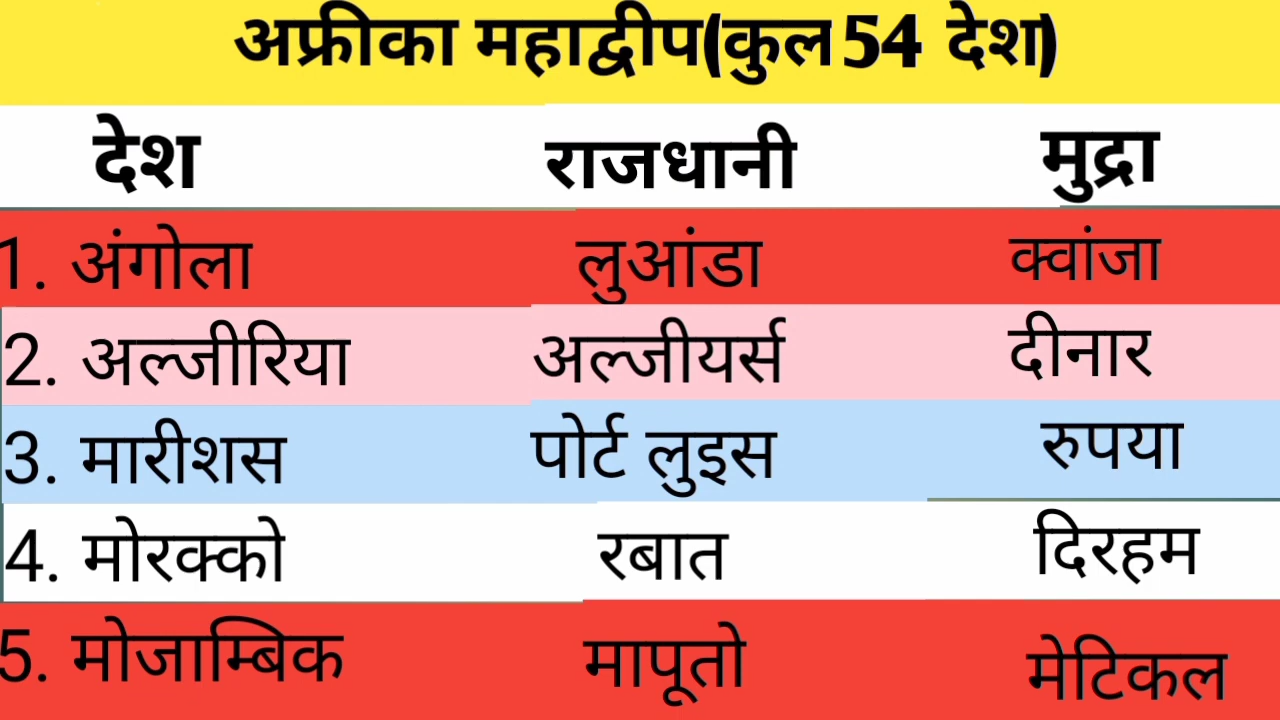 अफ्रीका महाद्वीप(कुल 54 देश)
देश राजधानी मुद्रा
1. अंगोला लुआंडा क्वांजा
2. अल्जीरिया अल्जीयर्स दीनार
3. मारीशस पोर्ट लुइस रुपया
4. मोरक्को रबात दिरहम
5. मोजाम्बिक मापूतो मेटिकल